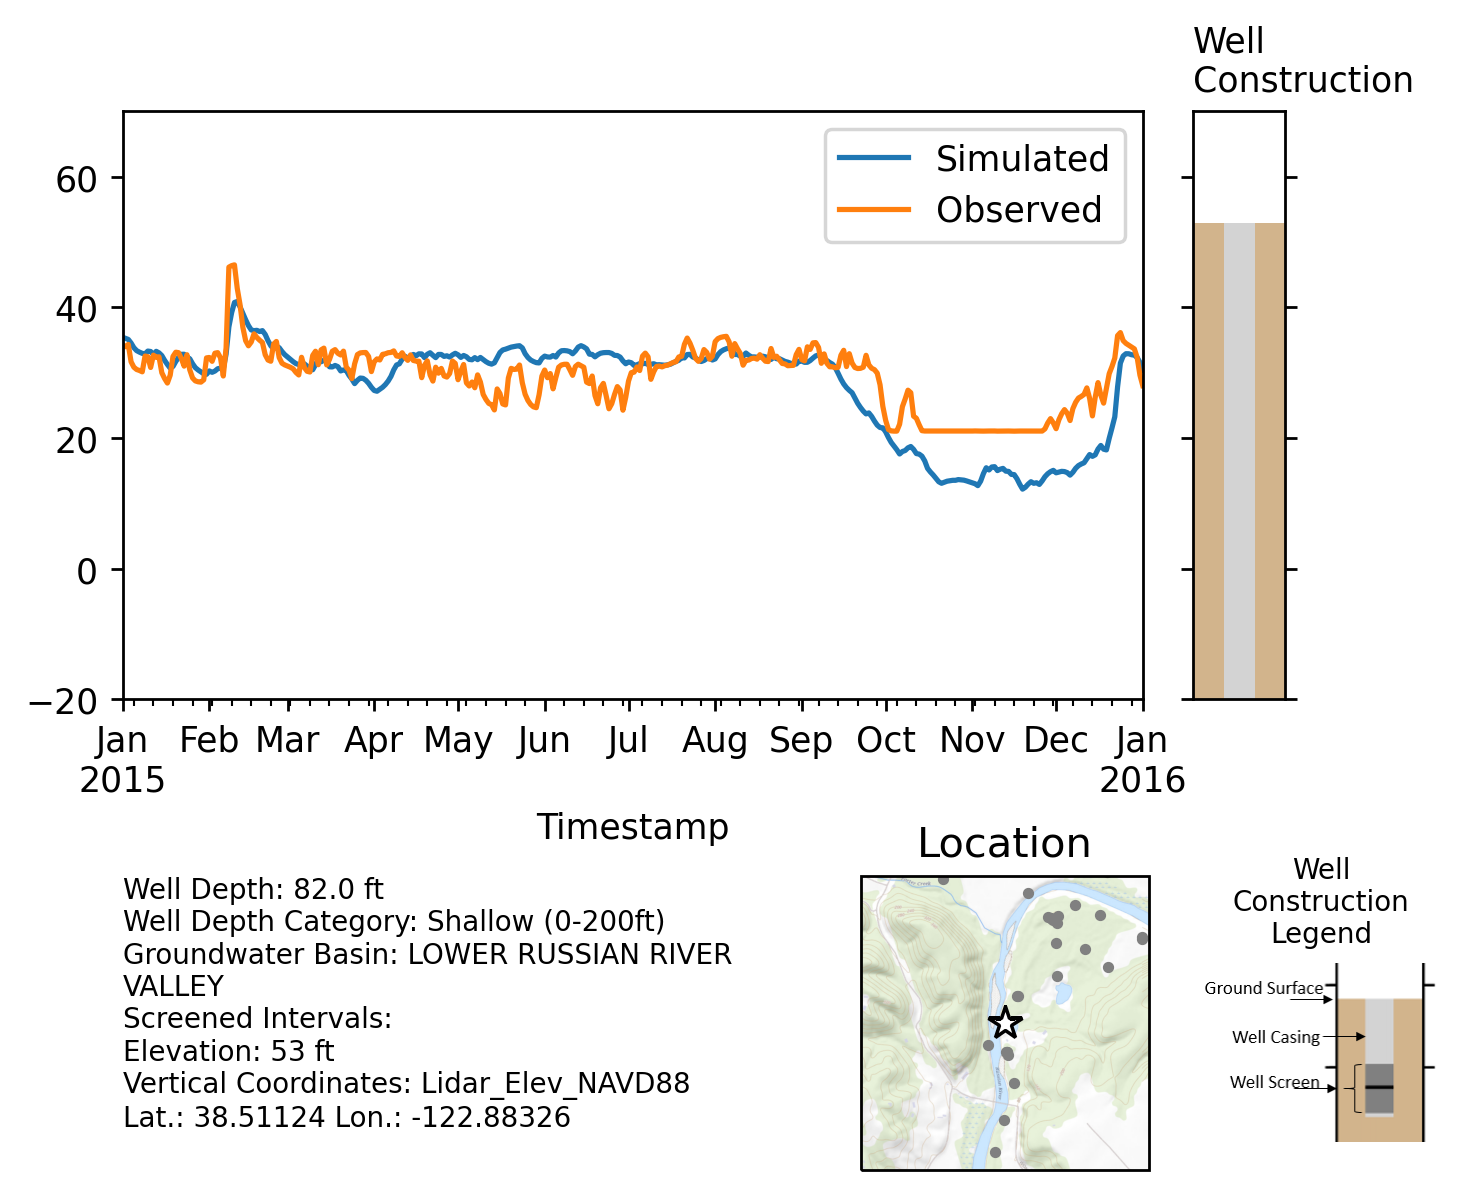 Well
Construction
60
40
20
0
−20
Simulated
Observed
Jan Feb Mar Apr May Jun Jul Aug Sep Oct Nov Dec Jan
2015 2016
Timestamp
Well Depth: 82.0 ft
Well Depth Category: Shallow (0-200ft)
Groundwater Basin: LOWER RUSSIAN RIVER
VALLEY
Screened Intervals:
Elevation: 53 ft
Vertical Coordinates: Lidar_Elev_NAVD88
Lat.: 38.51124 Lon.: -122.88326
Location
Well
Construction
Legend
Ground Surface
Well Casing
Well Screen